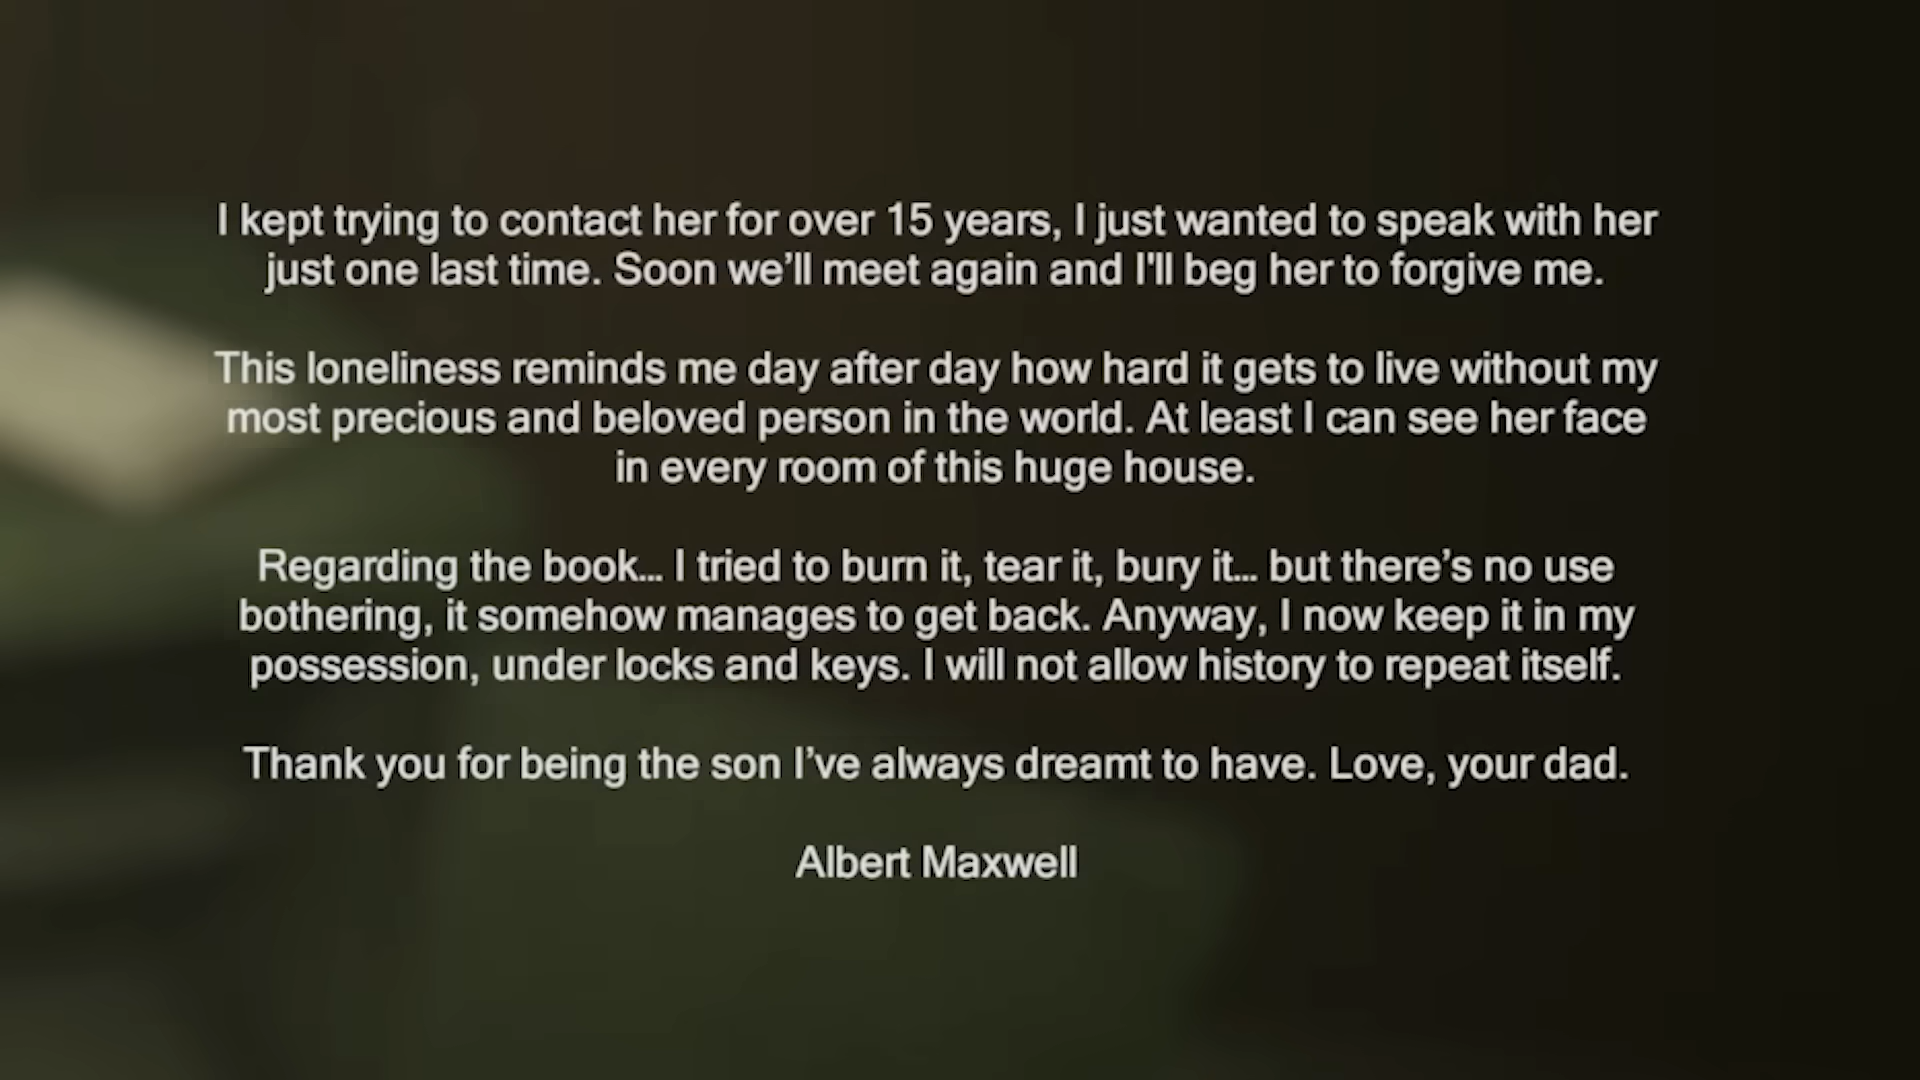 I kept trying to contact her for over 15 years, I just wanted to speak with her
just one last time. Soon we’ll meet again and I'll beg her to forgive me.
This loneliness reminds me day after day how hard it gets to live without my
most precious and beloved person in the world. At least I can see her face
in every room of this huge house.
Regarding the book... I tried to burn it, tear it, bury it... but there’s no use
bothering, it somehow manages to get back. Anyway, I now keep it in my
possession, under locks and keys. I will not allow history to repeat itself.
Thank you for being the son I’ve always dreamt to have. Love, your dad.
Albert Maxwell